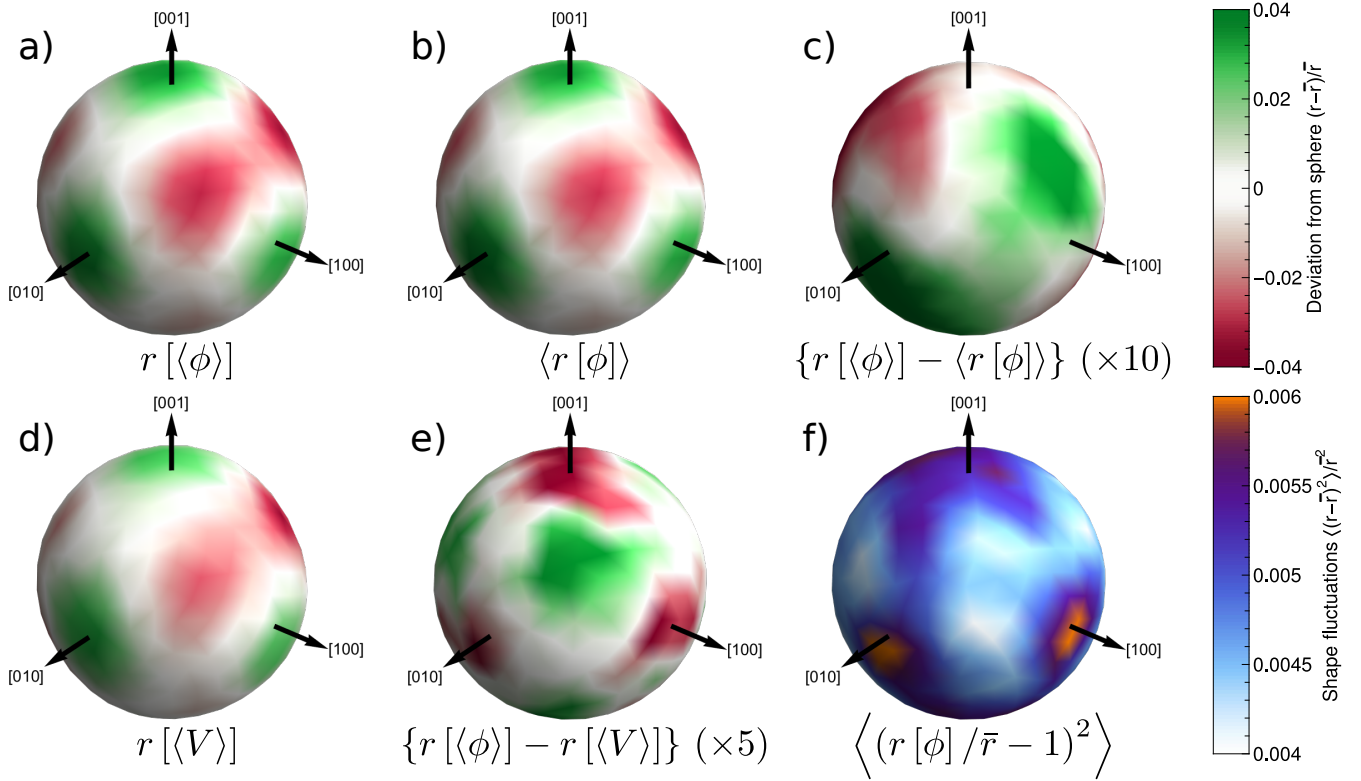 a)
[001]
[010]
[100]
r [⟨ϕ⟩]
b)
[001]
[010]
[100]
⟨r [ϕ]⟩
c)
[001]
[010]
[100]
{r [⟨ϕ⟩] − ⟨r [ϕ]⟩} (×10)
0.04
0.02
0
−0.02
−0.04
Deviation from sphere (r−r̄)/r̄
d)
[001]
[010]
[100]
r [⟨V⟩]
e)
[001]
[010]
[100]
{r [⟨ϕ⟩] − r [⟨V⟩]} (×5)
f)
[001]
[010]
[100]
⟨(r [ϕ] /r̄ − 1)²⟩
0.006
0.0055
0.005
0.0045
0.004
Shape fluctuations ⟨(r−r̄)²⟩/r̄²